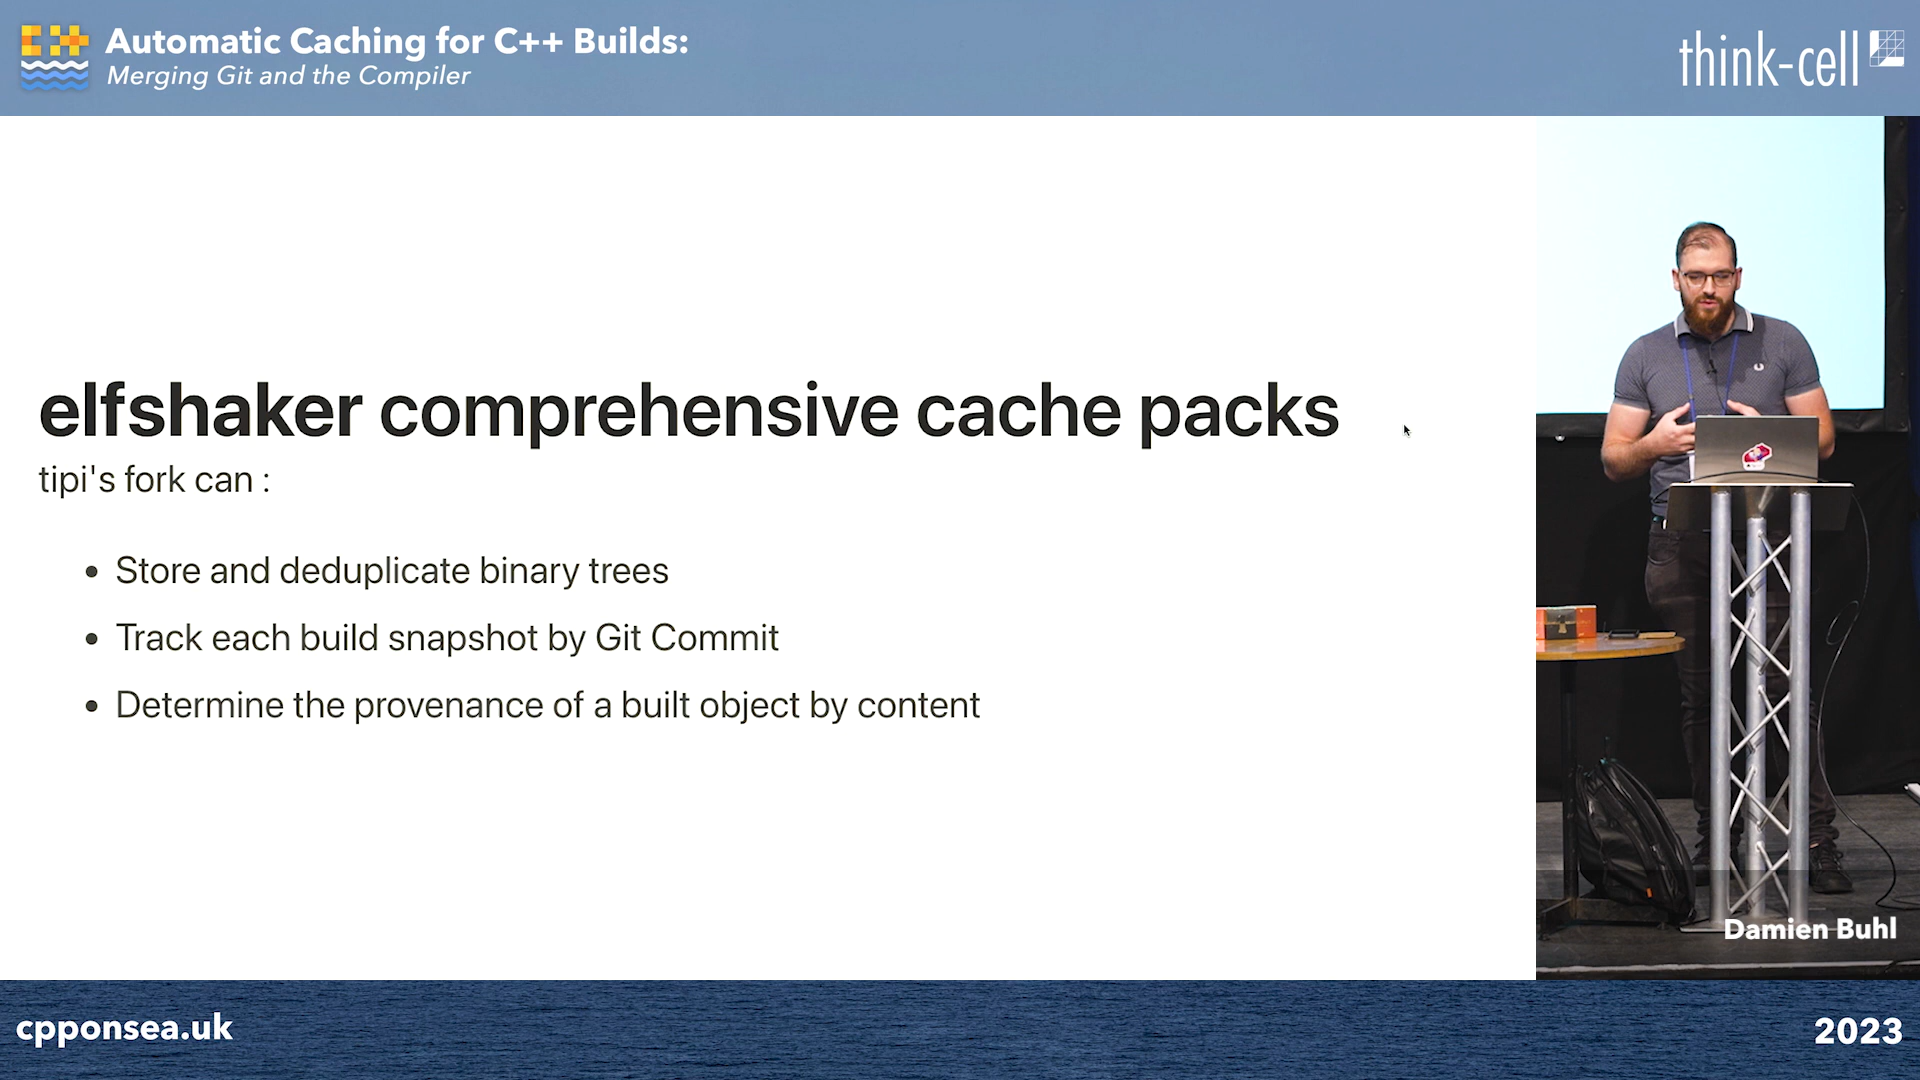 Automatic Caching for C++ Builds:
Merging Git and the Compiler
think-cell
elfshaker comprehensive cache packs
tipi's fork can :
• Store and deduplicate binary trees
• Track each build snapshot by Git Commit
• Determine the provenance of a built object by content
Damien Buhl
cpponsea.uk
2023